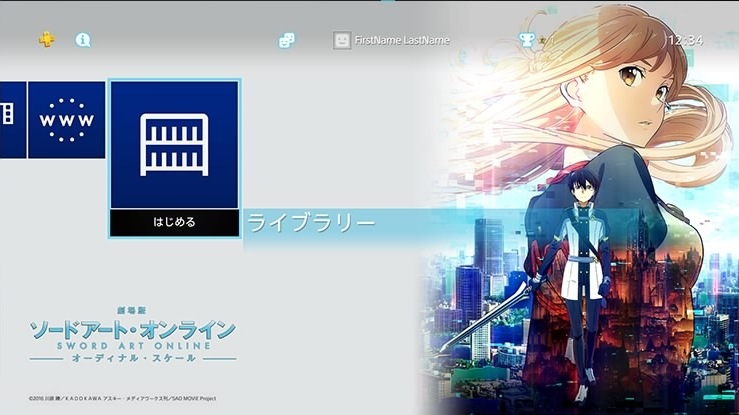 FirstName LastName
12:34
www
はじめる
ライブラリー
劇場版
ソードアート・オンライン
SWORD ART ONLINE
オーディナル・スケール
©2016 川原 礫／KADOKAWA アスキー・メディアワークス刊／SAO MOVIE Project